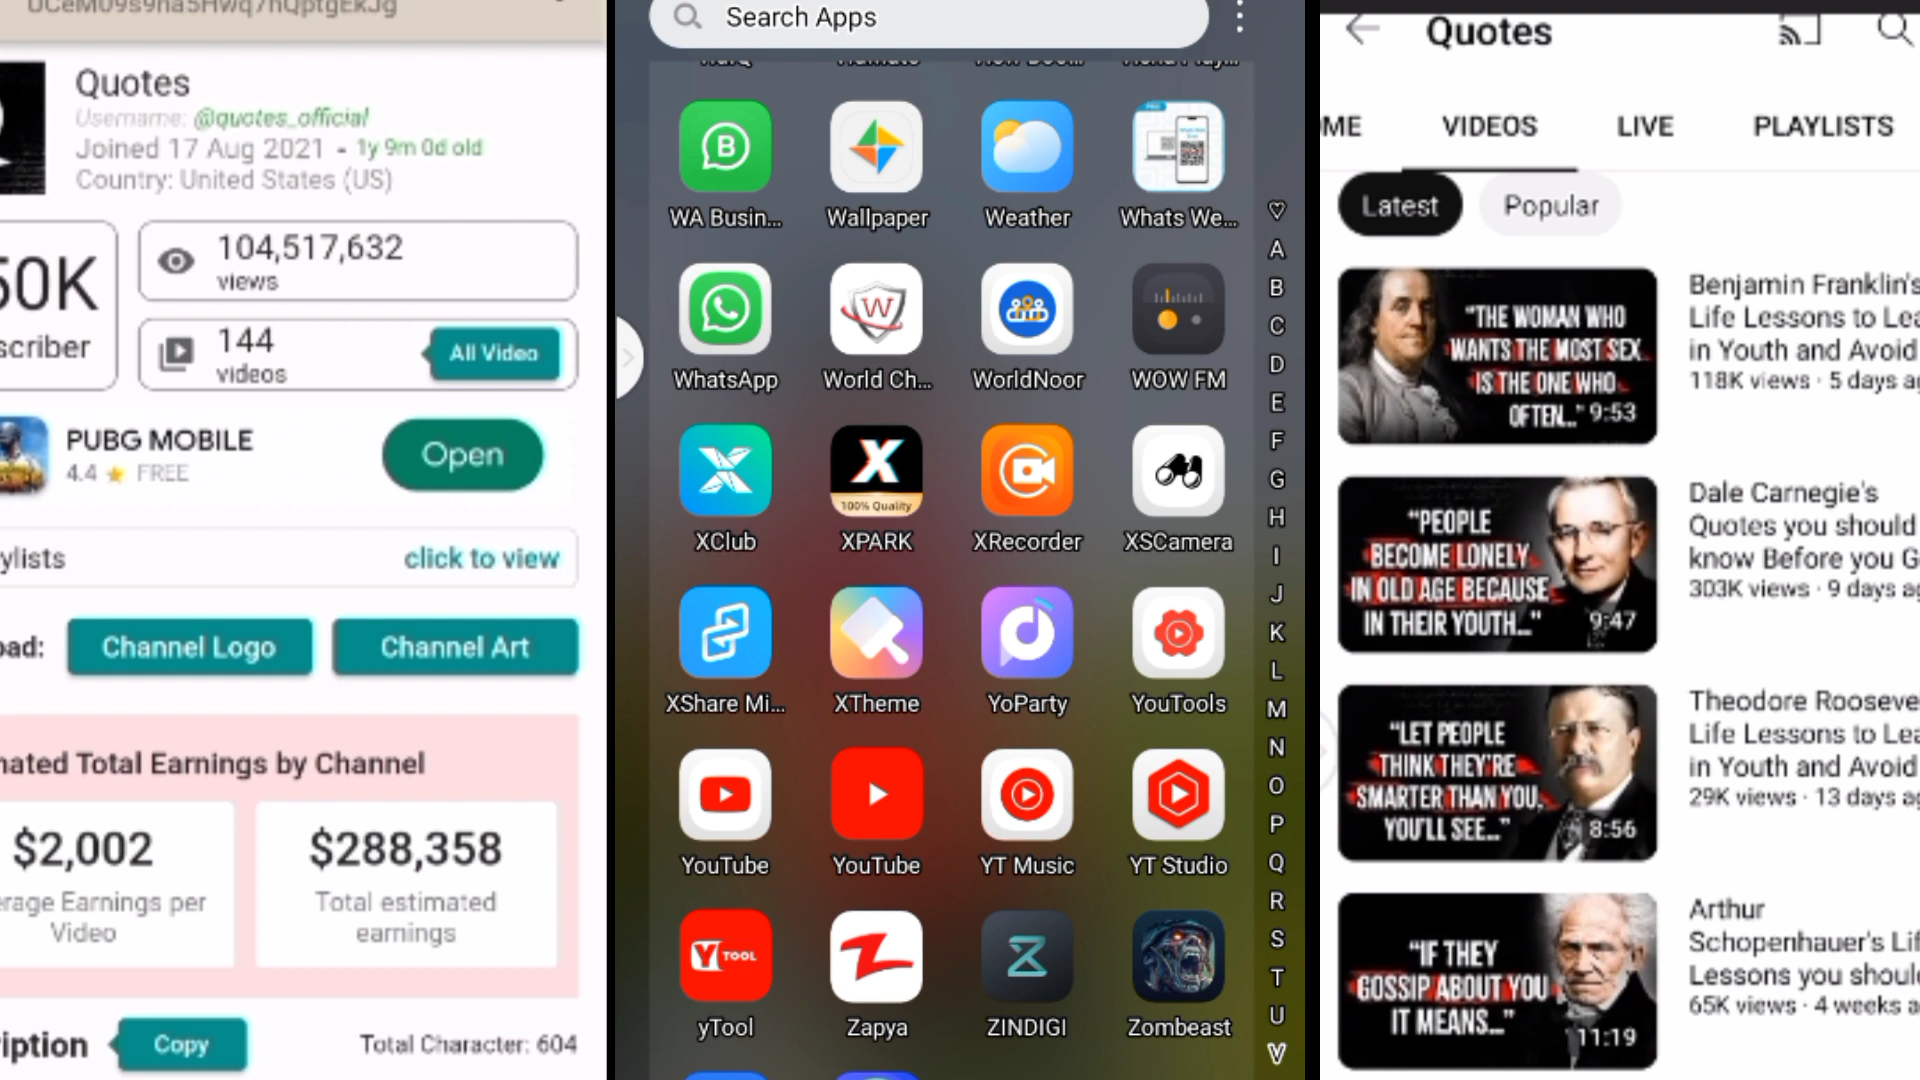 Quotes
Username: @quotes_official
Joined 17 Aug 2021 - 1y 9m 0d old
Country: United States (US)
50K
scriber
104,517,632
views
144
videos
All Video
PUBG MOBILE
4.4 FREE
Open
ylists
click to view
oad:
Channel Logo
Channel Art
nated Total Earnings by Channel
$2,002
erage Earnings per
Video
$288,358
Total estimated
earnings
iption
Copy
Total Character: 604
Search Apps
WA Busin...
Wallpaper
Weather
Whats We...
WhatsApp
World Ch...
WorldNoor
WOW FM
100% Quality
XClub
XPARK
XRecorder
XSCamera
XShare Mi...
XTheme
YoParty
YouTools
YouTube
YouTube
YT Music
YT Studio
Y TOOL
yTool
Zapya
ZINDIGI
Zombeast
A
B
C
D
E
F
G
H
I
J
K
L
M
N
O
P
Q
R
S
T
U
V
Quotes
OME
VIDEOS
LIVE
PLAYLISTS
Latest
Popular
"THE WOMAN WHO
WANTS THE MOST SEX
IS THE ONE WHO
OFTEN..." 9:53
Benjamin Franklin's
Life Lessons to Lea
in Youth and Avoid
118K views · 5 days ag
"PEOPLE
BECOME LONELY
IN OLD AGE BECAUSE
IN THEIR YOUTH..."
9:47
Dale Carnegie's
Quotes you should
know Before you G
303K views · 9 days ag
"LET PEOPLE
THINK THEY'RE
SMARTER THAN YOU,
YOU'LL SEE..."
8:56
Theodore Rooseve
Life Lessons to Lea
in Youth and Avoid
29K views · 13 days ag
"IF THEY
GOSSIP ABOUT YOU
IT MEANS..."
11:19
Arthur
Schopenhauer's Lif
Lessons you shoul
65K views · 4 weeks a